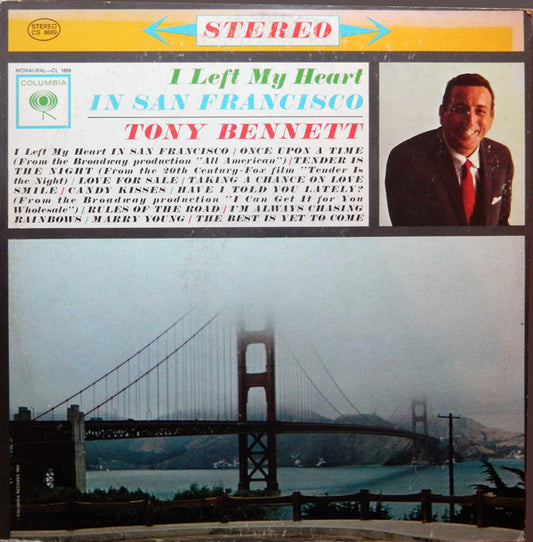 STEREO
CS 8669
STEREO
MONAURAL—CL 1869
COLUMBIA
I Left My Heart
IN SAN FRANCISCO
TONY BENNETT
I Left My Heart IN SAN FRANCISCO / ONCE UPON A TIME
(From the Broadway production "All American") / TENDER IS
THE NIGHT (From the 20th Century-Fox film "Tender Is
the Night) / LOVE FOR SALE / TAKING A CHANCE ON LOVE
SMILE / CANDY KISSES / HAVE I TOLD YOU LATELY?
(From the Broadway production "I Can Get It for You
Wholesale") / RULES OF THE ROAD / I'M ALWAYS CHASING
RAINBOWS / MARRY YOUNG / THE BEST IS YET TO COME